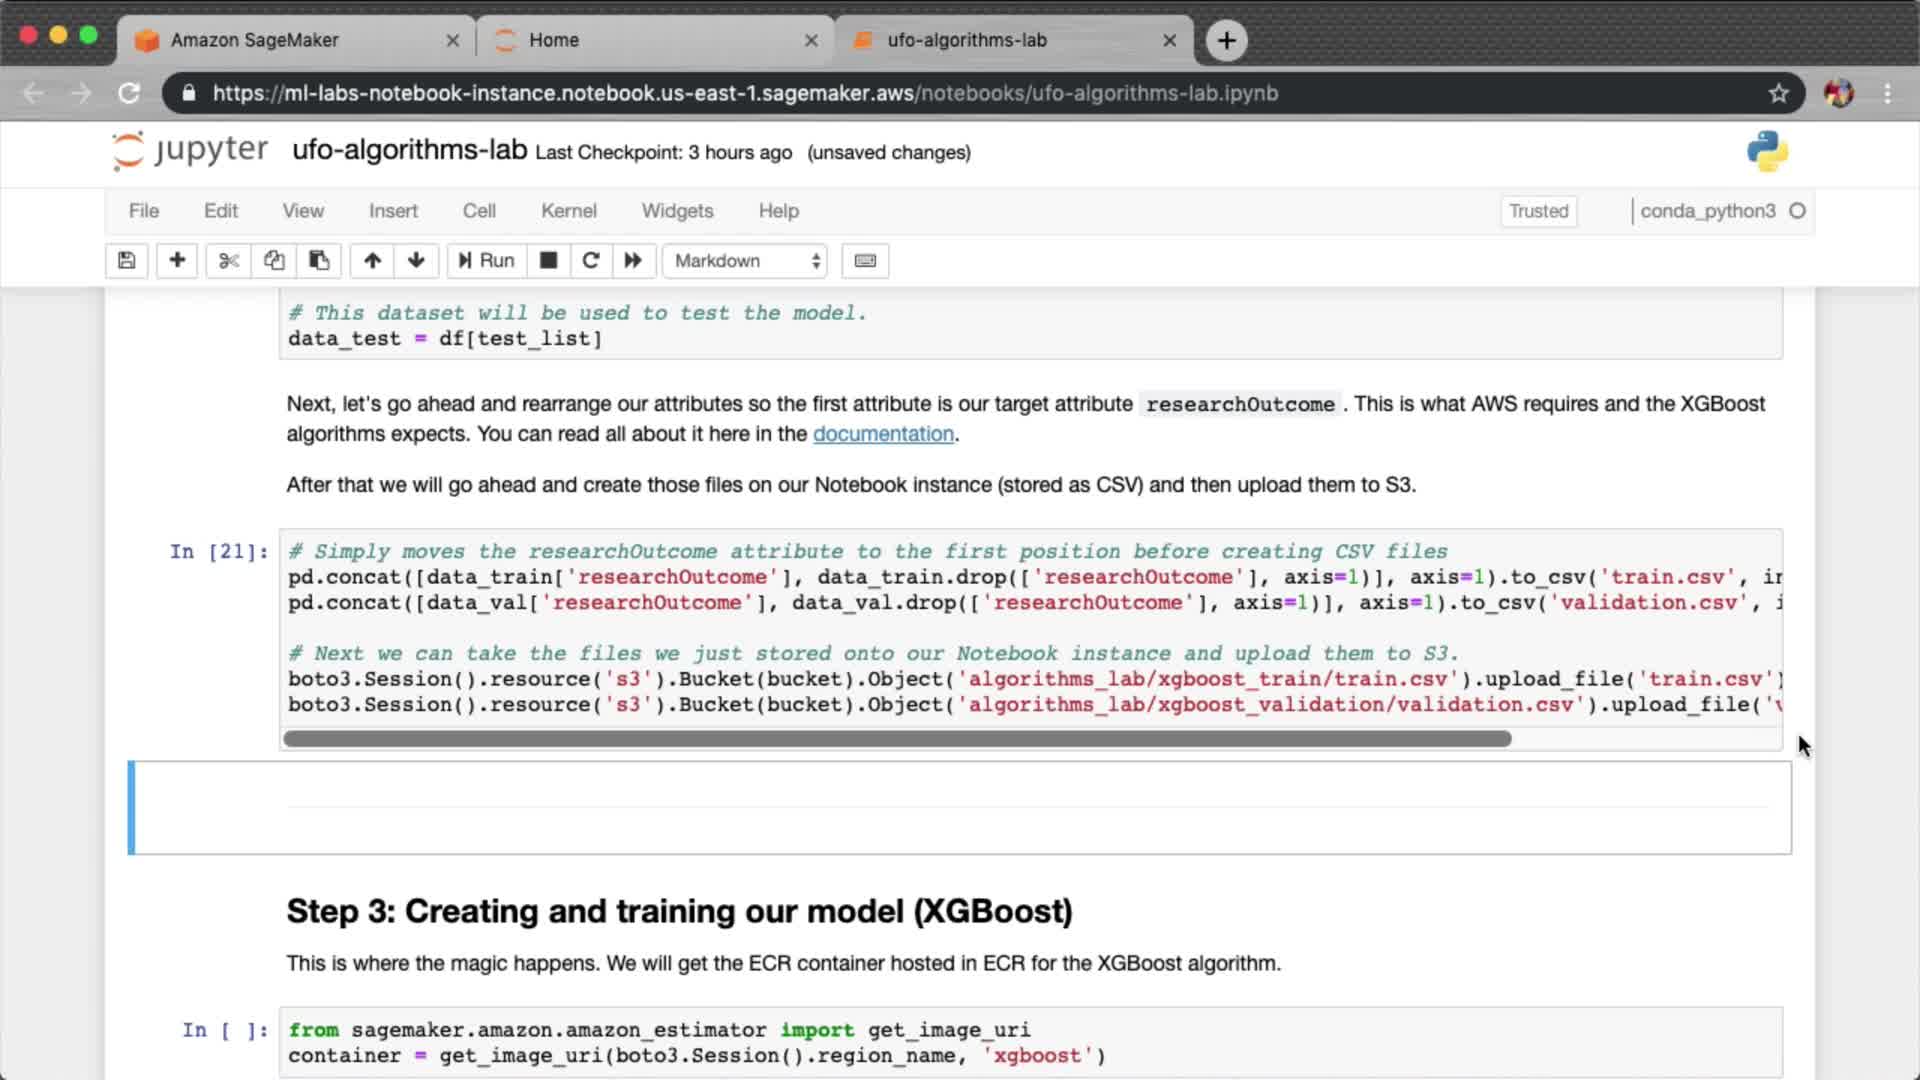 Amazon SageMaker
Home
ufo-algorithms-lab
https://ml-labs-notebook-instance.notebook.us-east-1.sagemaker.aws/notebooks/ufo-algorithms-lab.ipynb
jupyter ufo-algorithms-lab Last Checkpoint: 3 hours ago (unsaved changes)
File Edit View Insert Cell Kernel Widgets Help Trusted conda_python3
Run Markdown
# This dataset will be used to test the model.
data_test = df[test_list]
Next, let's go ahead and rearrange our attributes so the first attribute is our target attribute researchOutcome . This is what AWS requires and the XGBoost
algorithms expects. You can read all about it here in the documentation.
After that we will go ahead and create those files on our Notebook instance (stored as CSV) and then upload them to S3.
In [21]: # Simply moves the researchOutcome attribute to the first position before creating CSV files
pd.concat([data_train['researchOutcome'], data_train.drop(['researchOutcome'], axis=1)], axis=1).to_csv('train.csv',
pd.concat([data_val['researchOutcome'], data_val.drop(['researchOutcome'], axis=1)], axis=1).to_csv('validation.csv',
# Next we can take the files we just stored onto our Notebook instance and upload them to S3.
boto3.Session().resource('s3').Bucket(bucket).Object('algorithms_lab/xgboost_train/train.csv').upload_file('train.csv')
boto3.Session().resource('s3').Bucket(bucket).Object('algorithms_lab/xgboost_validation/validation.csv').upload_file('
Step 3: Creating and training our model (XGBoost)
This is where the magic happens. We will get the ECR container hosted in ECR for the XGBoost algorithm.
In [ ]: from sagemaker.amazon.amazon_estimator import get_image_uri
container = get_image_uri(boto3.Session().region_name, 'xgboost')